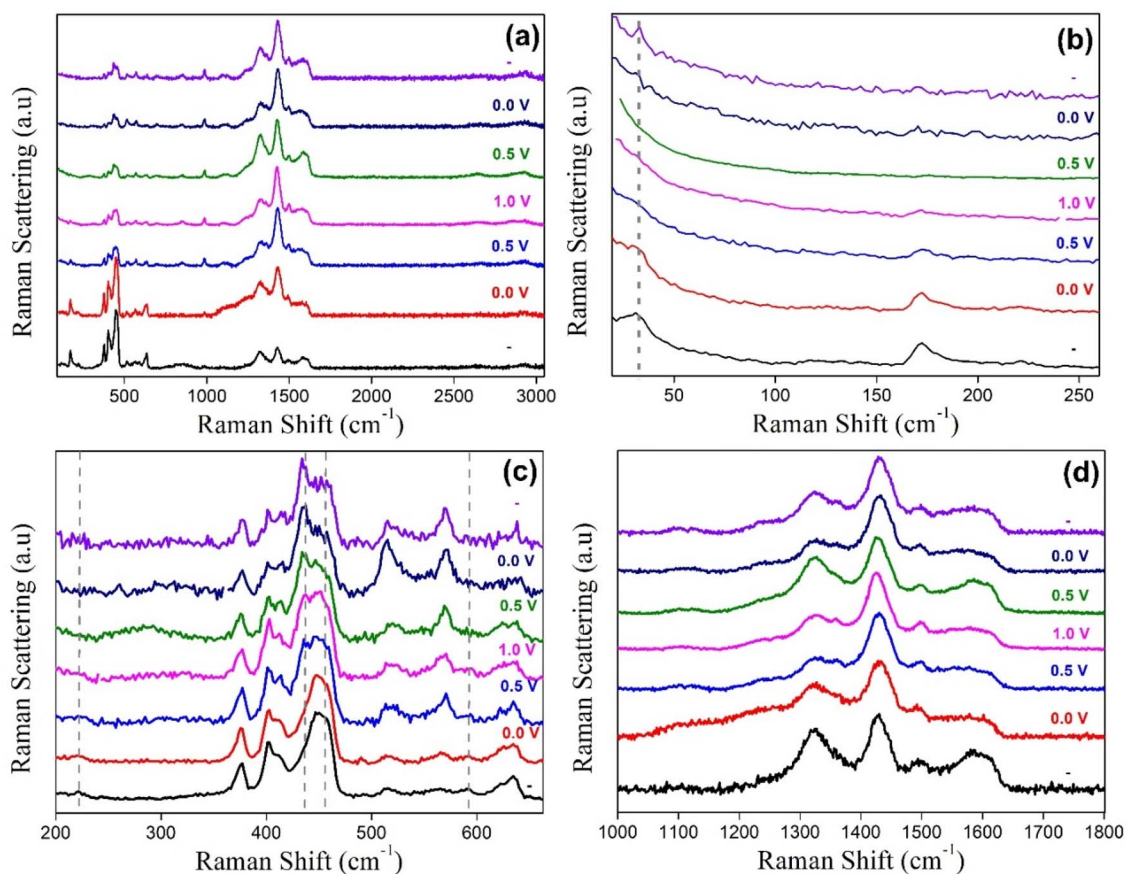 (a)
-
0.0 V
0.5 V
1.0 V
0.5 V
0.0 V
-
Raman Scattering (a.u)
500 1000 1500 2000 2500 3000
Raman Shift (cm⁻¹)
(b)
-
0.0 V
0.5 V
1.0 V
0.5 V
0.0 V
-
Raman Scattering (a.u)
50 100 150 200 250
Raman Shift (cm⁻¹)
(c)
-
0.0 V
0.5 V
1.0 V
0.5 V
0.0 V
-
Raman Scattering (a.u)
200 300 400 500 600
Raman Shift (cm⁻¹)
(d)
-
0.0 V
0.5 V
1.0 V
0.5 V
0.0 V
-
Raman Scattering (a.u)
1000 1100 1200 1300 1400 1500 1600 1700 1800
Raman Shift (cm⁻¹)